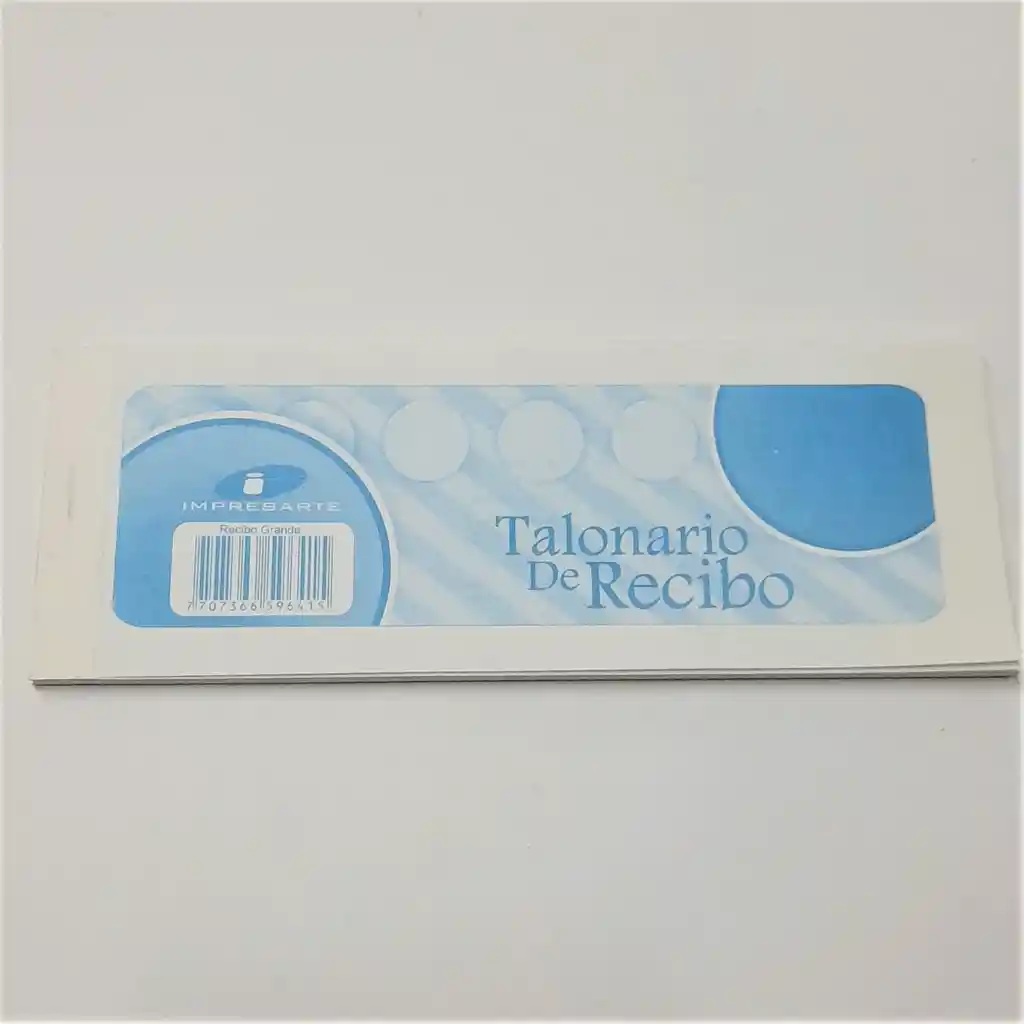 IMPRESARTE
Recibo Grande
7707366596415
Talonario
De Recibo